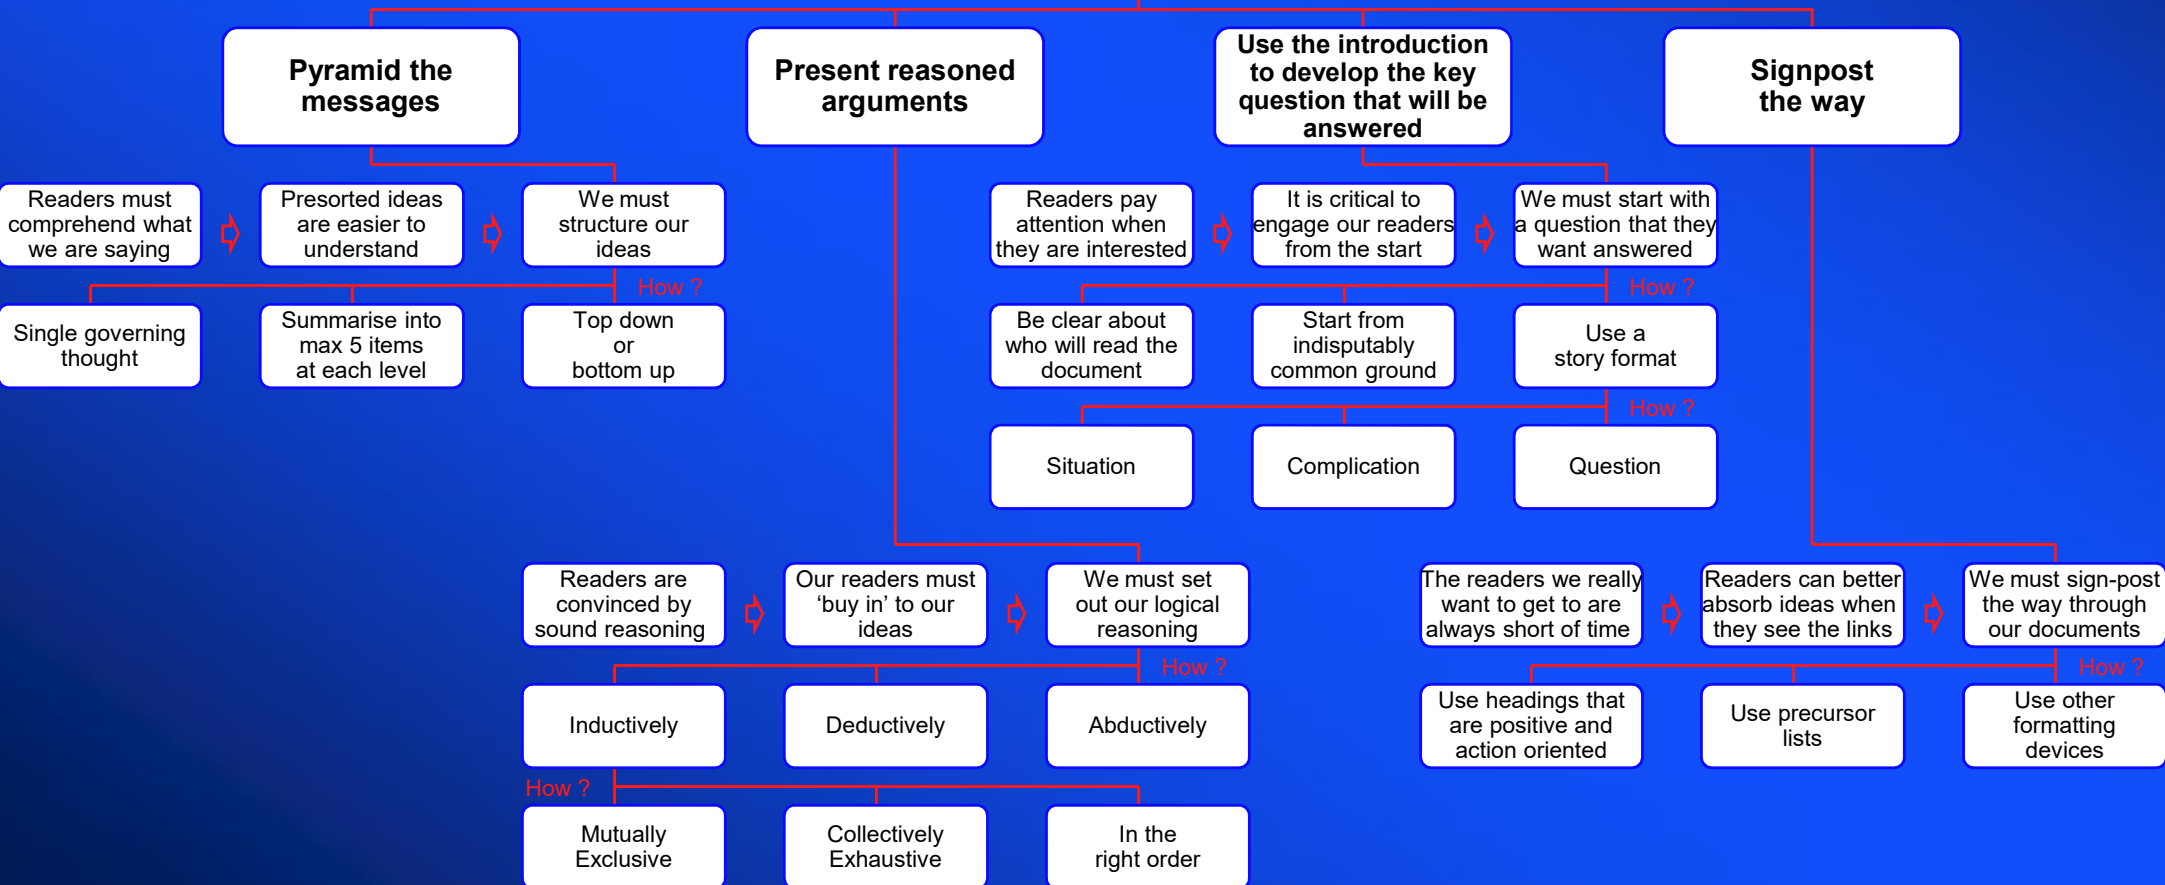 Pyramid the
messages
Present reasoned
arguments
Use the introduction
to develop the key
question that will be
answered
Signpost
the way
Readers must
comprehend what
we are saying
Presorted ideas
are easier to
understand
We must
structure our
ideas
How ?
Single governing
thought
Summarise into
max 5 items
at each level
Top down
or
bottom up
Readers pay
attention when
they are interested
It is critical to
engage our readers
from the start
We must start with
a question that they
want answered
How ?
Be clear about
who will read the
document
Start from
indisputably
common ground
Use a
story format
How ?
Situation
Complication
Question
Readers are
convinced by
sound reasoning
Our readers must
‘buy in’ to our
ideas
We must set
out our logical
reasoning
How ?
Inductively
Deductively
Abductively
How ?
Mutually
Exclusive
Collectively
Exhaustive
In the
right order
The readers we really
want to get to are
always short of time
Readers can better
absorb ideas when
they see the links
We must sign-post
the way through
our documents
How ?
Use headings that
are positive and
action oriented
Use precursor
lists
Use other
formatting
devices